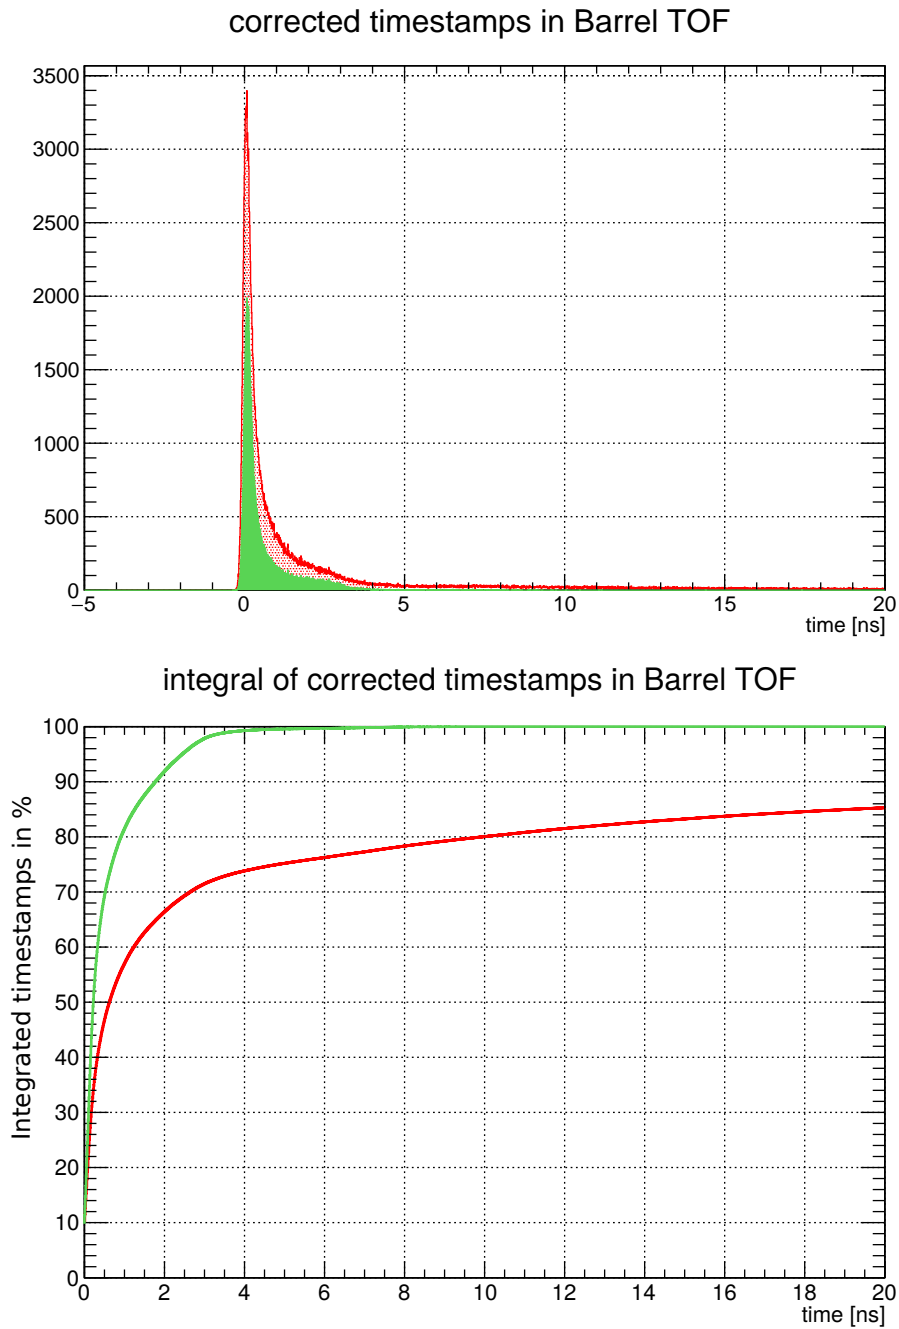 corrected timestamps in Barrel TOF
3500
3000
2500
2000
1500
1000
500
0
−5 0 5 10 15 20
time [ns]
integral of corrected timestamps in Barrel TOF
Integrated timestamps in %
100
90
80
70
60
50
40
30
20
10
0
0 2 4 6 8 10 12 14 16 18 20
time [ns]